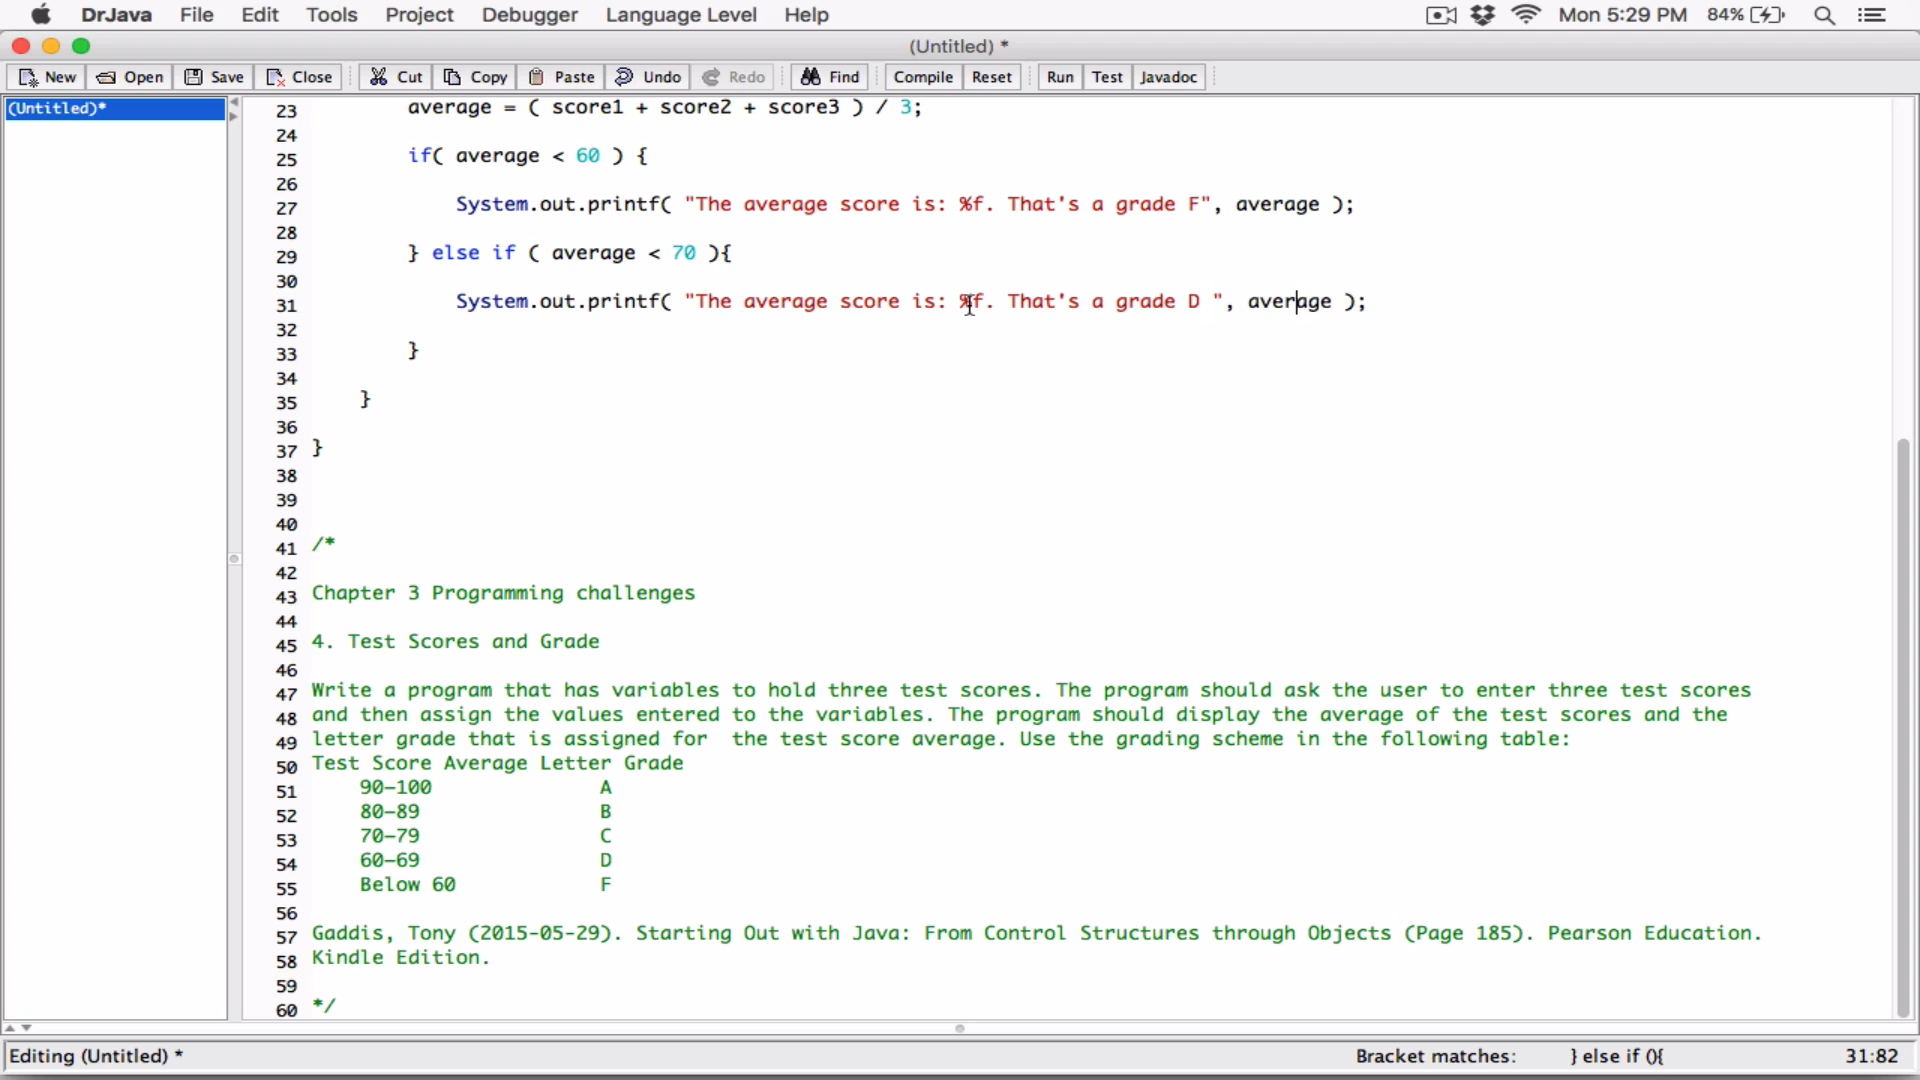 DrJava File Edit Tools Project Debugger Language Level Help Mon 5:29 PM 84%
(Untitled) *
New Open Save Close Cut Copy Paste Undo Redo Find Compile Reset Run Test Javadoc
(Untitled)*
23 average = ( score1 + score2 + score3 ) / 3;
24
25 if( average < 60 ) {
26
27 System.out.printf( "The average score is: %f. That's a grade F", average );
28
29 } else if ( average < 70 ){
30
31 System.out.printf( "The average score is: %f. That's a grade D ", average );
32
33 }
34
35 }
36
37 }
38
39
40
41 /*
42
43 Chapter 3 Programming challenges
44
45 4. Test Scores and Grade
46
47 Write a program that has variables to hold three test scores. The program should ask the user to enter three test scores
48 and then assign the values entered to the variables. The program should display the average of the test scores and the
49 letter grade that is assigned for  the test score average. Use the grading scheme in the following table:
50 Test Score Average Letter Grade
51 90–100 A
52 80–89 B
53 70–79 C
54 60–69 D
55 Below 60 F
56
57 Gaddis, Tony (2015-05-29). Starting Out with Java: From Control Structures through Objects (Page 185). Pearson Education.
58 Kindle Edition.
59
60 */
Editing (Untitled) * Bracket matches: } else if (){ 31:82